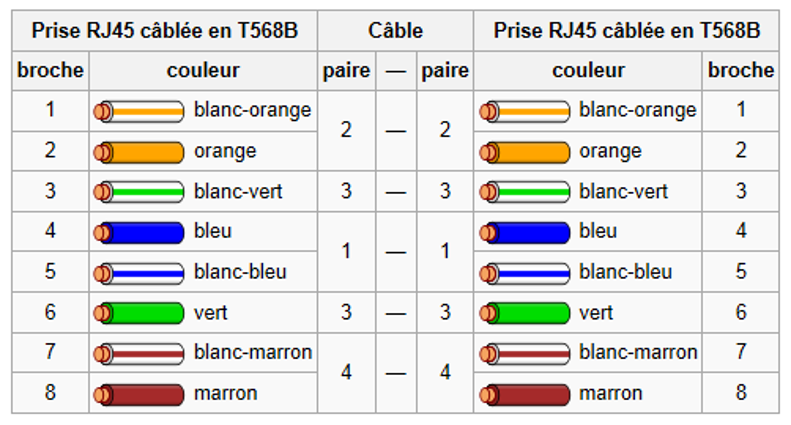 Prise RJ45 câblée en T568B Câble Prise RJ45 câblée en T568B
broche couleur paire — paire couleur broche
1 blanc-orange 2 — 2 blanc-orange 1
2 orange orange 2
3 blanc-vert 3 — 3 blanc-vert 3
4 bleu 1 — 1 bleu 4
5 blanc-bleu blanc-bleu 5
6 vert 3 — 3 vert 6
7 blanc-marron 4 — 4 blanc-marron 7
8 marron marron 8